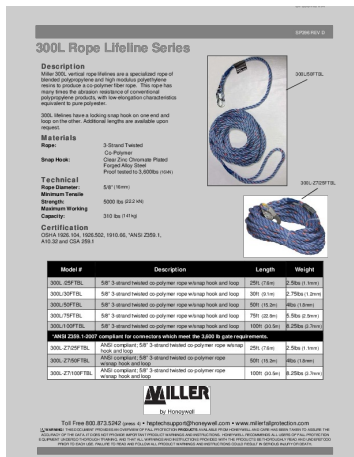 SP298 REV. D
300L Rope Lifeline Series
Description
Miller 300L vertical rope lifelines are a specialized rope of
blended polypropylene and high modulus polyethylene
resins to produce a co-polymer fiber rope. This rope has
many times the abrasion resistance of conventional
polypropylene products, with low-elongation characteristics
equivalent to pure polyester.
300L lifelines have a locking snap hook on one end and
loop on the other. Additional lengths are available upon
request.
300L/50FTBL
300L-Z7/25FTBL
Materials
Rope: 3-Strand Twisted
Co-Polymer
Snap Hook: Clear Zinc Chromate Plated
Forged Alloy Steel
Proof tested to 3,600lbs
Technical
Rope Diameter: 5/8" (16mm)
Minimum Tensile
Strength: 5000 lbs (22.2 kN)
Maximum Working
Capacity: 310 lbs (141kg)
Certification
OSHA 1926.104, 1926.502, 1910.66, *ANSI Z359.1,
A10.32 and CSA 259.1
Model # Description Length Weight
300L/25FTBL 5/8" 3-strand twisted co-polymer rope w/snap hook and loop 25ft. (7.6m) 2.5lbs (1.1mm)
300L/30FTBL 5/8" 3-strand twisted co-polymer rope w/snap hook and loop 30ft (9.1m) 2.75lbs (1.2mm)
300L/50FTBL 5/8" 3-strand twisted co-polymer rope w/snap hook and loop 50ft (15.2m) 4lbs (1.8mm)
300L/75FTBL 5/8" 3-strand twisted co-polymer rope w/snap hook and loop 75ft (22.8m) 5.5lbs (2.5mm)
300L/100FTBL 5/8" 3-strand twisted co-polymer rope w/snap hook and loop 100ft (30.5m) 8.25lbs (3.7mm)
*ANSI Z359.1-2007 compliant for connectors which meet the 3,600 lb gate requirements.
300L-Z7/25FTBL ANSI compliant; 5/8" 3-strand twisted co-polymer rope w/snap
hook and loop 25ft. (7.6m) 2.5lbs (1.1mm)
300L-Z7/50FTBL ANSI compliant; 5/8" 3-strand twisted co-polymer rope
w/snap hook and loop 50ft (15.2m) 4lbs (1.8mm)
300L-Z7/100FTBL ANSI compliant; 5/8" 3-strand twisted co-polymer rope
w/snap hook and loop 100ft (30.5m) 8.25lbs (3.7mm)
MILLER
by Honeywell
Toll Free 800.873.5242 • hsptechsupport@honeywell.com • www.millerfallprotection.com